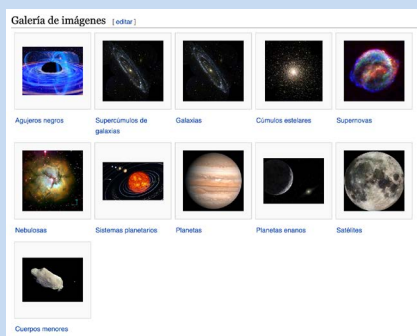 Galería de imágenes [editar]
Agujeros negros
Supercúmulos de
galaxias
Galaxias
Cúmulos estelares
Supernovas
Nebulosas
Sistemas planetarios
Planetas
Planetas enanos
Satélites
Cuerpos menores